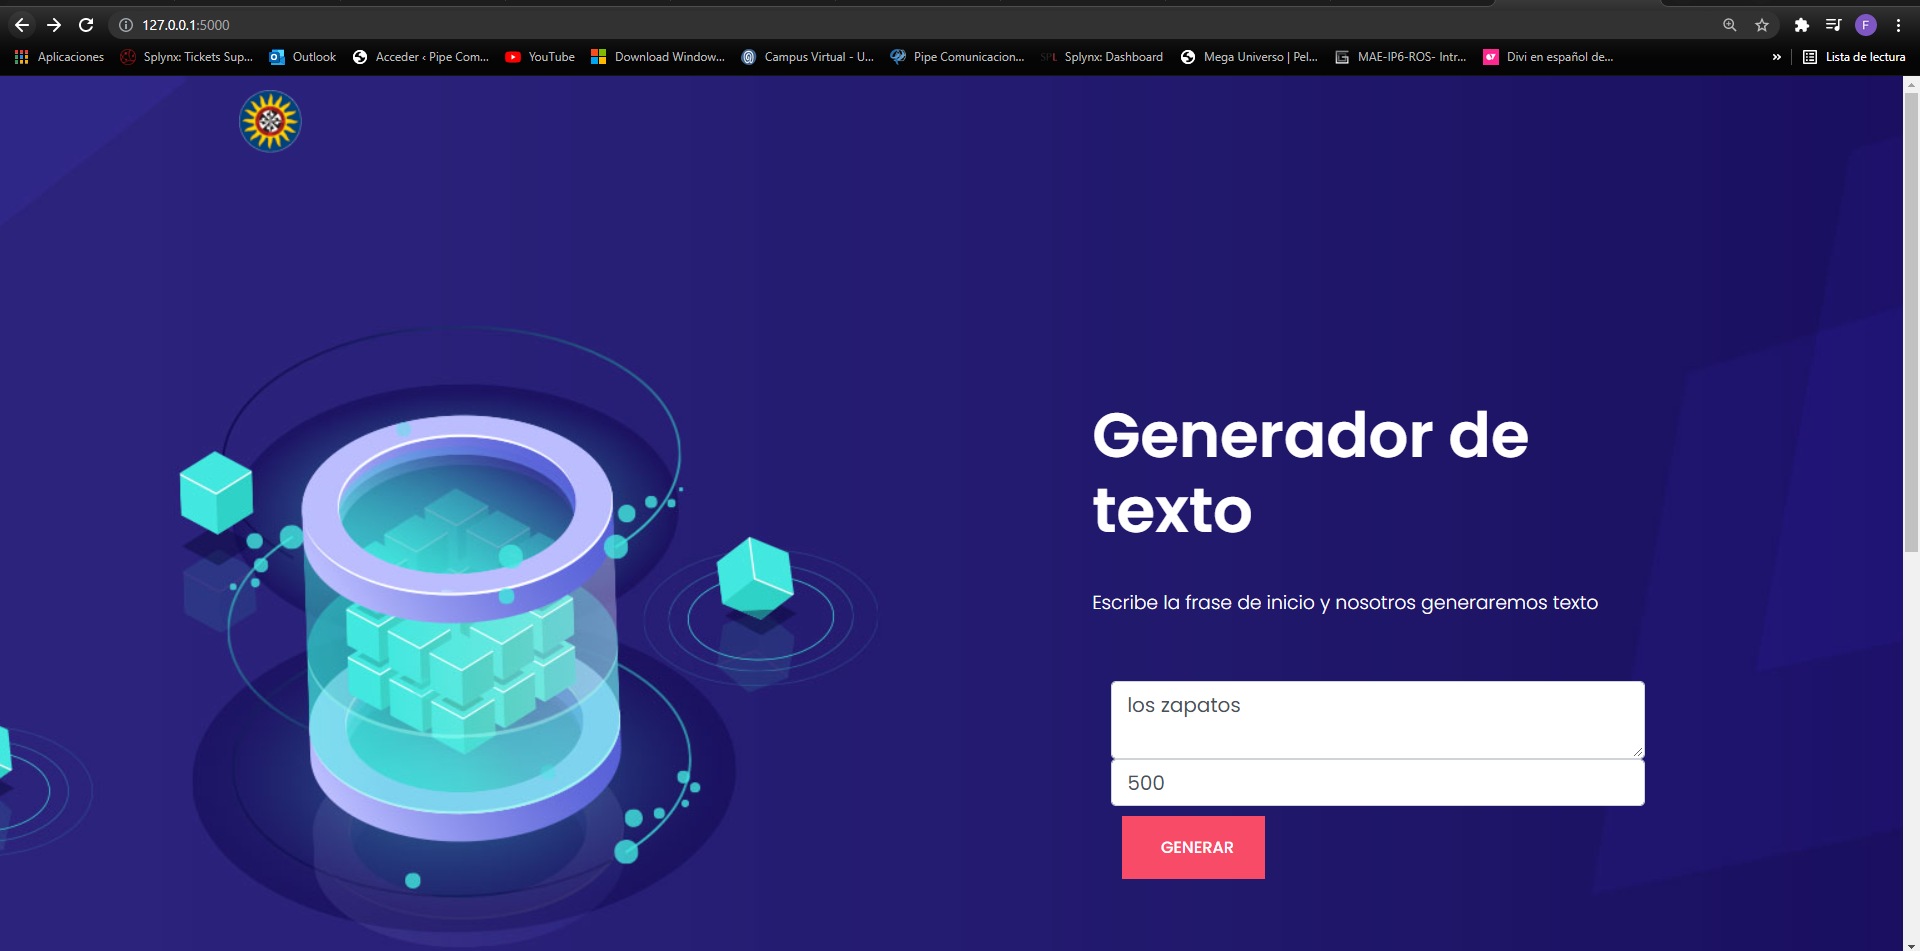 127.0.0.1:5000
F
Aplicaciones
Splynx: Tickets Sup...
Outlook
Acceder ‹ Pipe Com...
YouTube
Download Window...
Campus Virtual - U...
Pipe Comunicacion...
SPL
Splynx: Dashboard
Mega Universo | Pel...
MAE-IP6-ROS- Intr...
Divi en español de...
»
Lista de lectura
Generador de
texto
Escribe la frase de inicio y nosotros generaremos texto
los zapatos
500
GENERAR